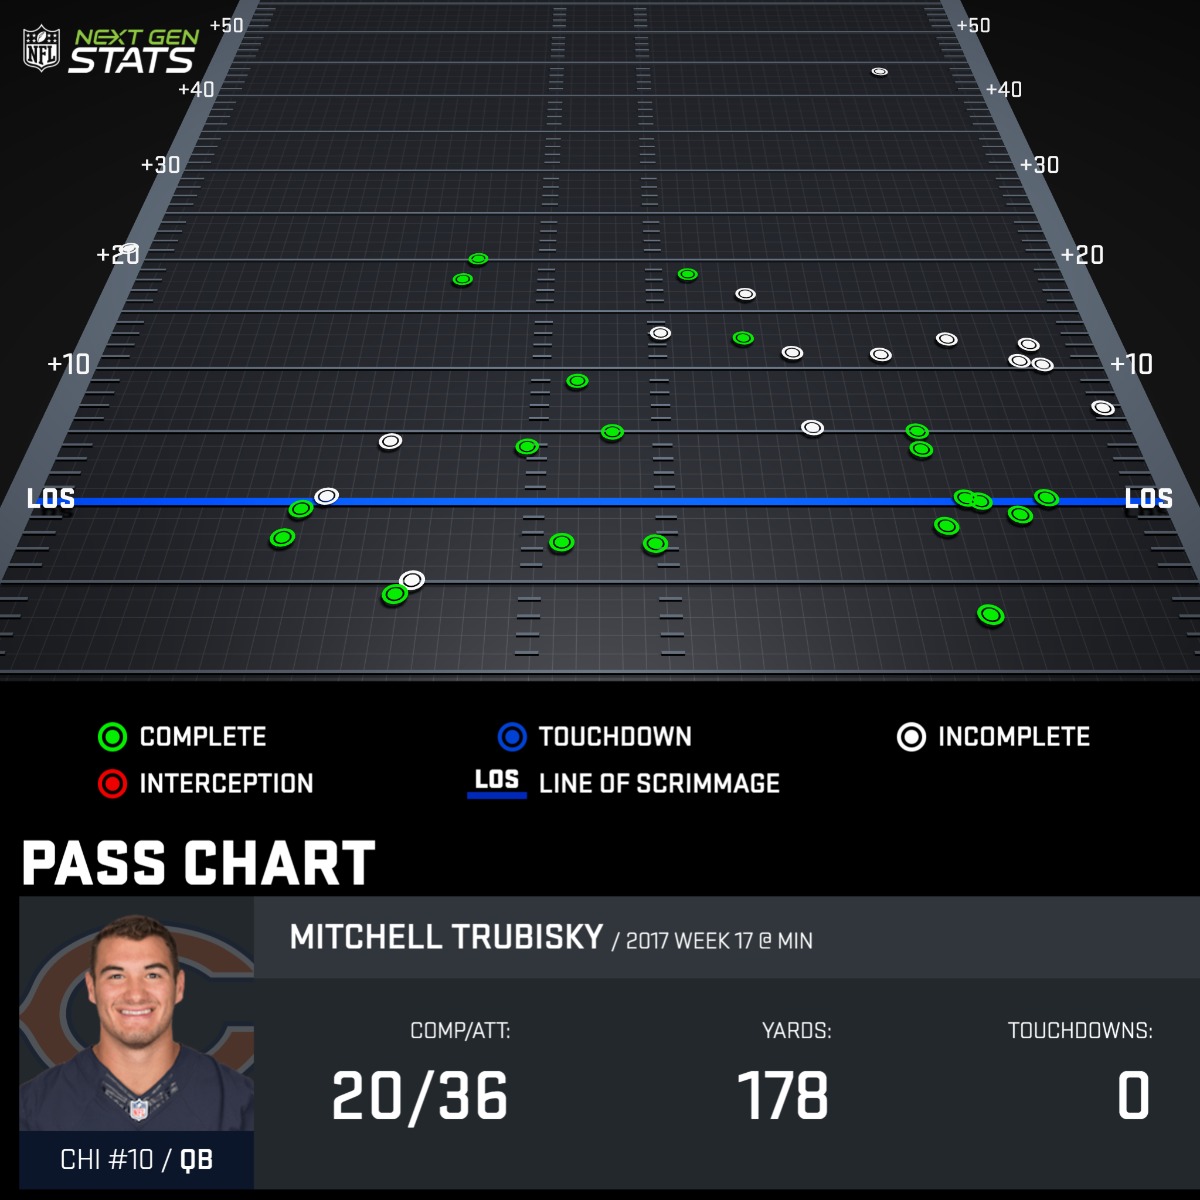 NFL NEXT GEN
STATS
+50 +50
+40 +40
+30 +30
+20 +20
+10 +10
LOS LOS
COMPLETE TOUCHDOWN INCOMPLETE
INTERCEPTION LOS LINE OF SCRIMMAGE
PASS CHART
MITCHELL TRUBISKY / 2017 WEEK 17 @ MIN
COMP/ATT: YARDS: TOUCHDOWNS:
20/36 178 0
CHI #10 / QB